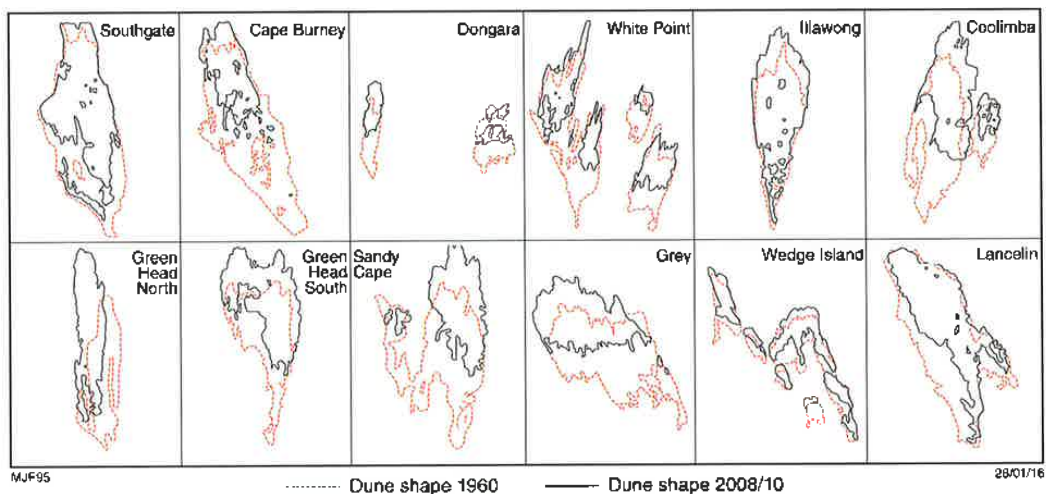 Southgate
Cape Burney
Dongara
White Point
Illawong
Coolimba
Green
Head
North
Green
Head
South
Sandy
Cape
Grey
Wedge Island
Lancelin
MJF95
28/01/16
Dune shape 1960
Dune shape 2008/10